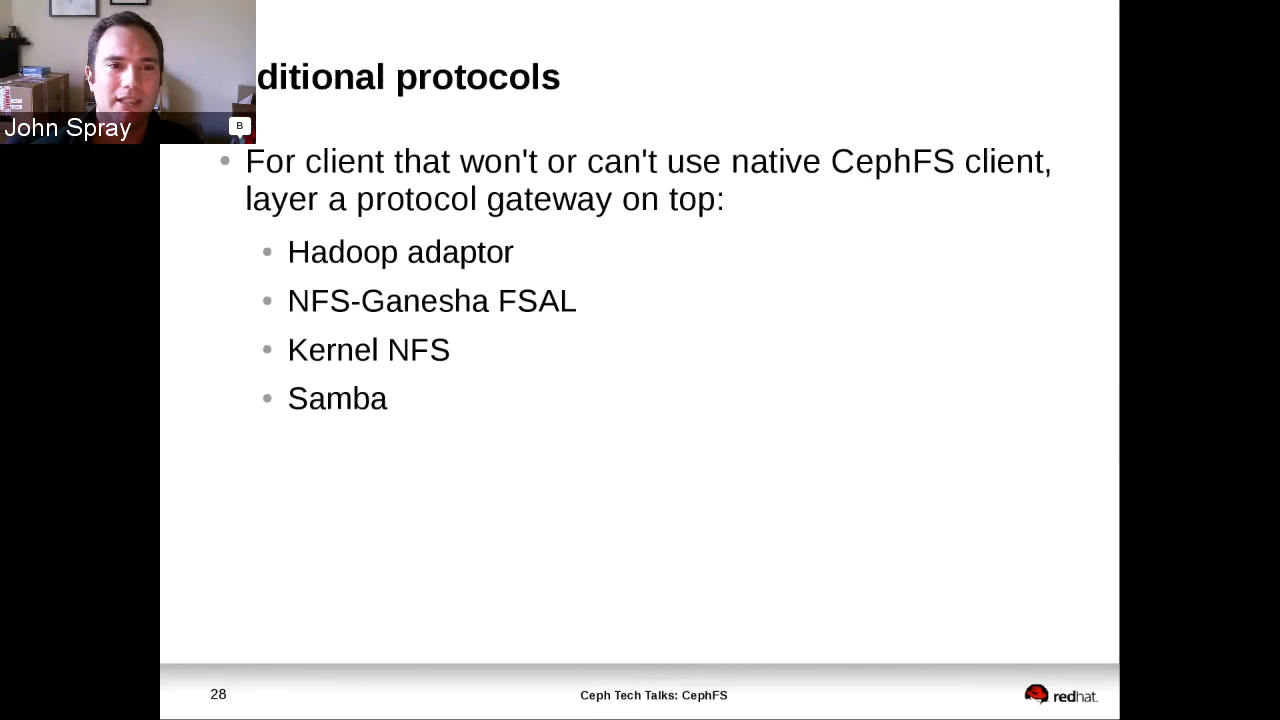 ditional protocols
John Spray
B
For client that won't or can't use native CephFS client,
layer a protocol gateway on top:
Hadoop adaptor
NFS-Ganesha FSAL
Kernel NFS
Samba
28
Ceph Tech Talks: CephFS
redhat.